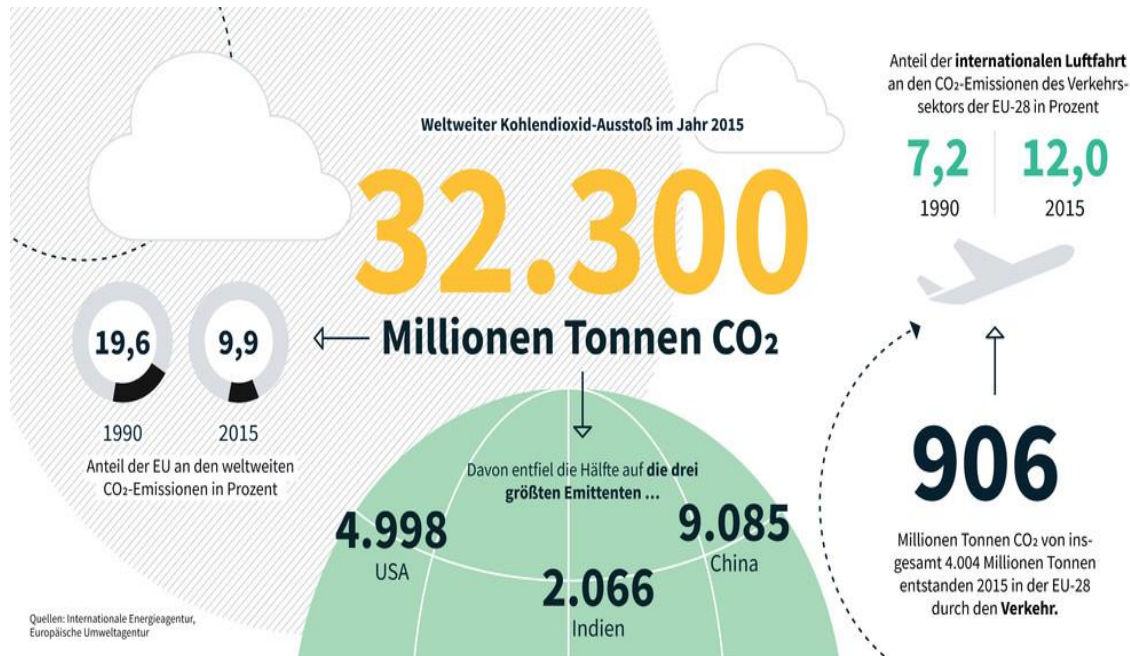 Weltweiter Kohlendioxid-Ausstoß im Jahr 2015
32.300
Millionen Tonnen CO₂
19,6
1990
9,9
2015
Anteil der EU an den weltweiten
CO₂-Emissionen in Prozent
Davon entfiel die Hälfte auf die drei
größten Emittenten ...
4.998
USA
2.066
Indien
9.085
China
Anteil der internationalen Luftfahrt
an den CO₂-Emissionen des Verkehrs-
sektors der EU-28 in Prozent
7,2
1990
12,0
2015
906
Millionen Tonnen CO₂ von ins-
gesamt 4.004 Millionen Tonnen
entstanden 2015 in der EU-28
durch den Verkehr.
Quellen: Internationale Energieagentur,
Europäische Umweltagentur